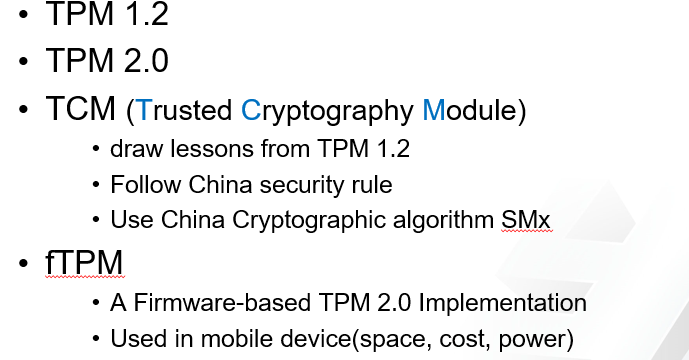 • TPM 1.2
• TPM 2.0
• TCM (Trusted Cryptography Module)
• draw lessons from TPM 1.2
• Follow China security rule
• Use China Cryptographic algorithm SMx
• fTPM
• A Firmware-based TPM 2.0 Implementation
• Used in mobile device(space, cost, power)